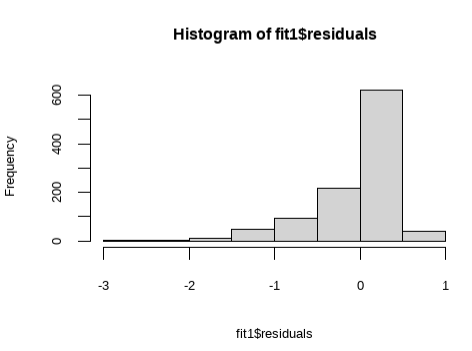 Histogram of fit1$residuals
Frequency
600
400
200
0
-3 -2 -1 0 1
fit1$residuals